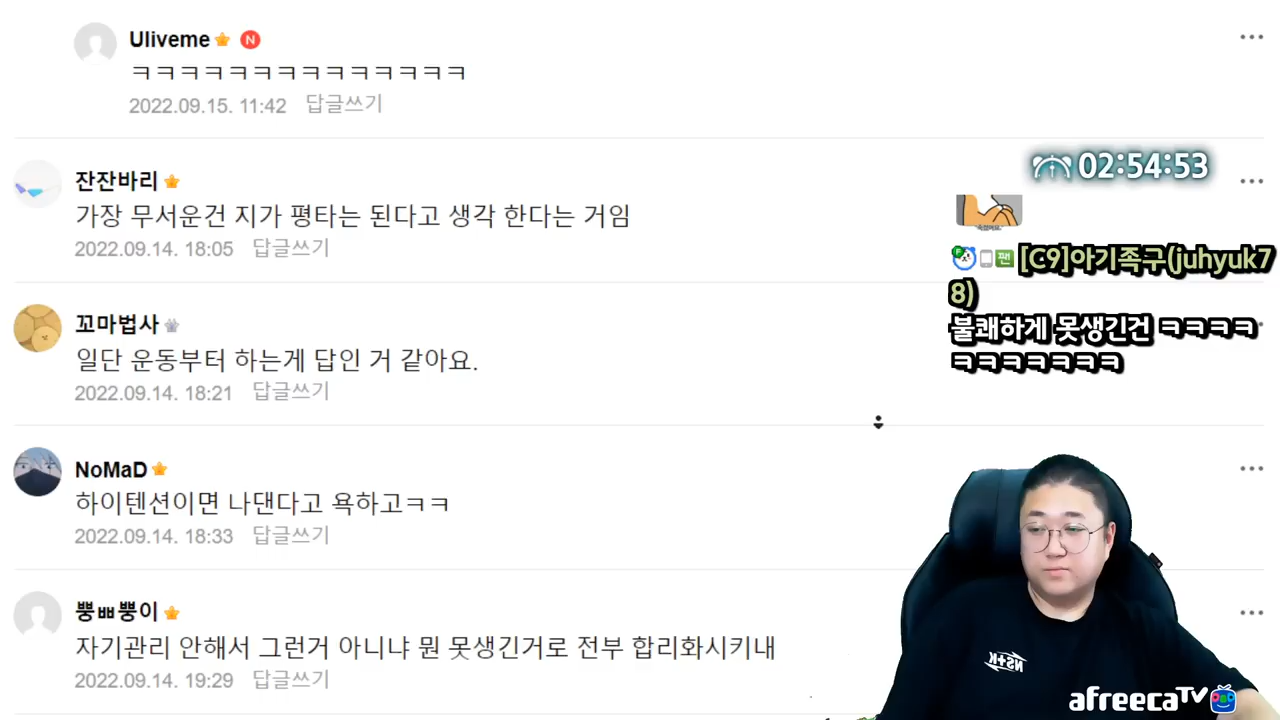 Uliveme
N
ㅋㅋㅋㅋㅋㅋㅋㅋㅋㅋㅋㅋㅋㅋ
2022.09.15. 11:42 답글쓰기
잔잔바리
가장 무서운건 지가 평타는 된다고 생각 한다는 거임
2022.09.14. 18:05 답글쓰기
꼬마법사
일단 운동부터 하는게 답인 거 같아요.
2022.09.14. 18:21 답글쓰기
NoMaD
하이텐션이면 나댄다고 욕하고ㅋㅋ
2022.09.14. 18:33 답글쓰기
뿡ㅃ뿡이
자기관리 안해서 그런거 아니냐 뭔 못생긴거로 전부 합리화시키내
2022.09.14. 19:29 답글쓰기
02:54:53
F 팬 [C9]아기족구(juhyuk7
8)
불쾌하게 못생긴건 ㅋㅋㅋㅋ
ㅋㅋㅋㅋㅋㅋㅋ
afreecaTV